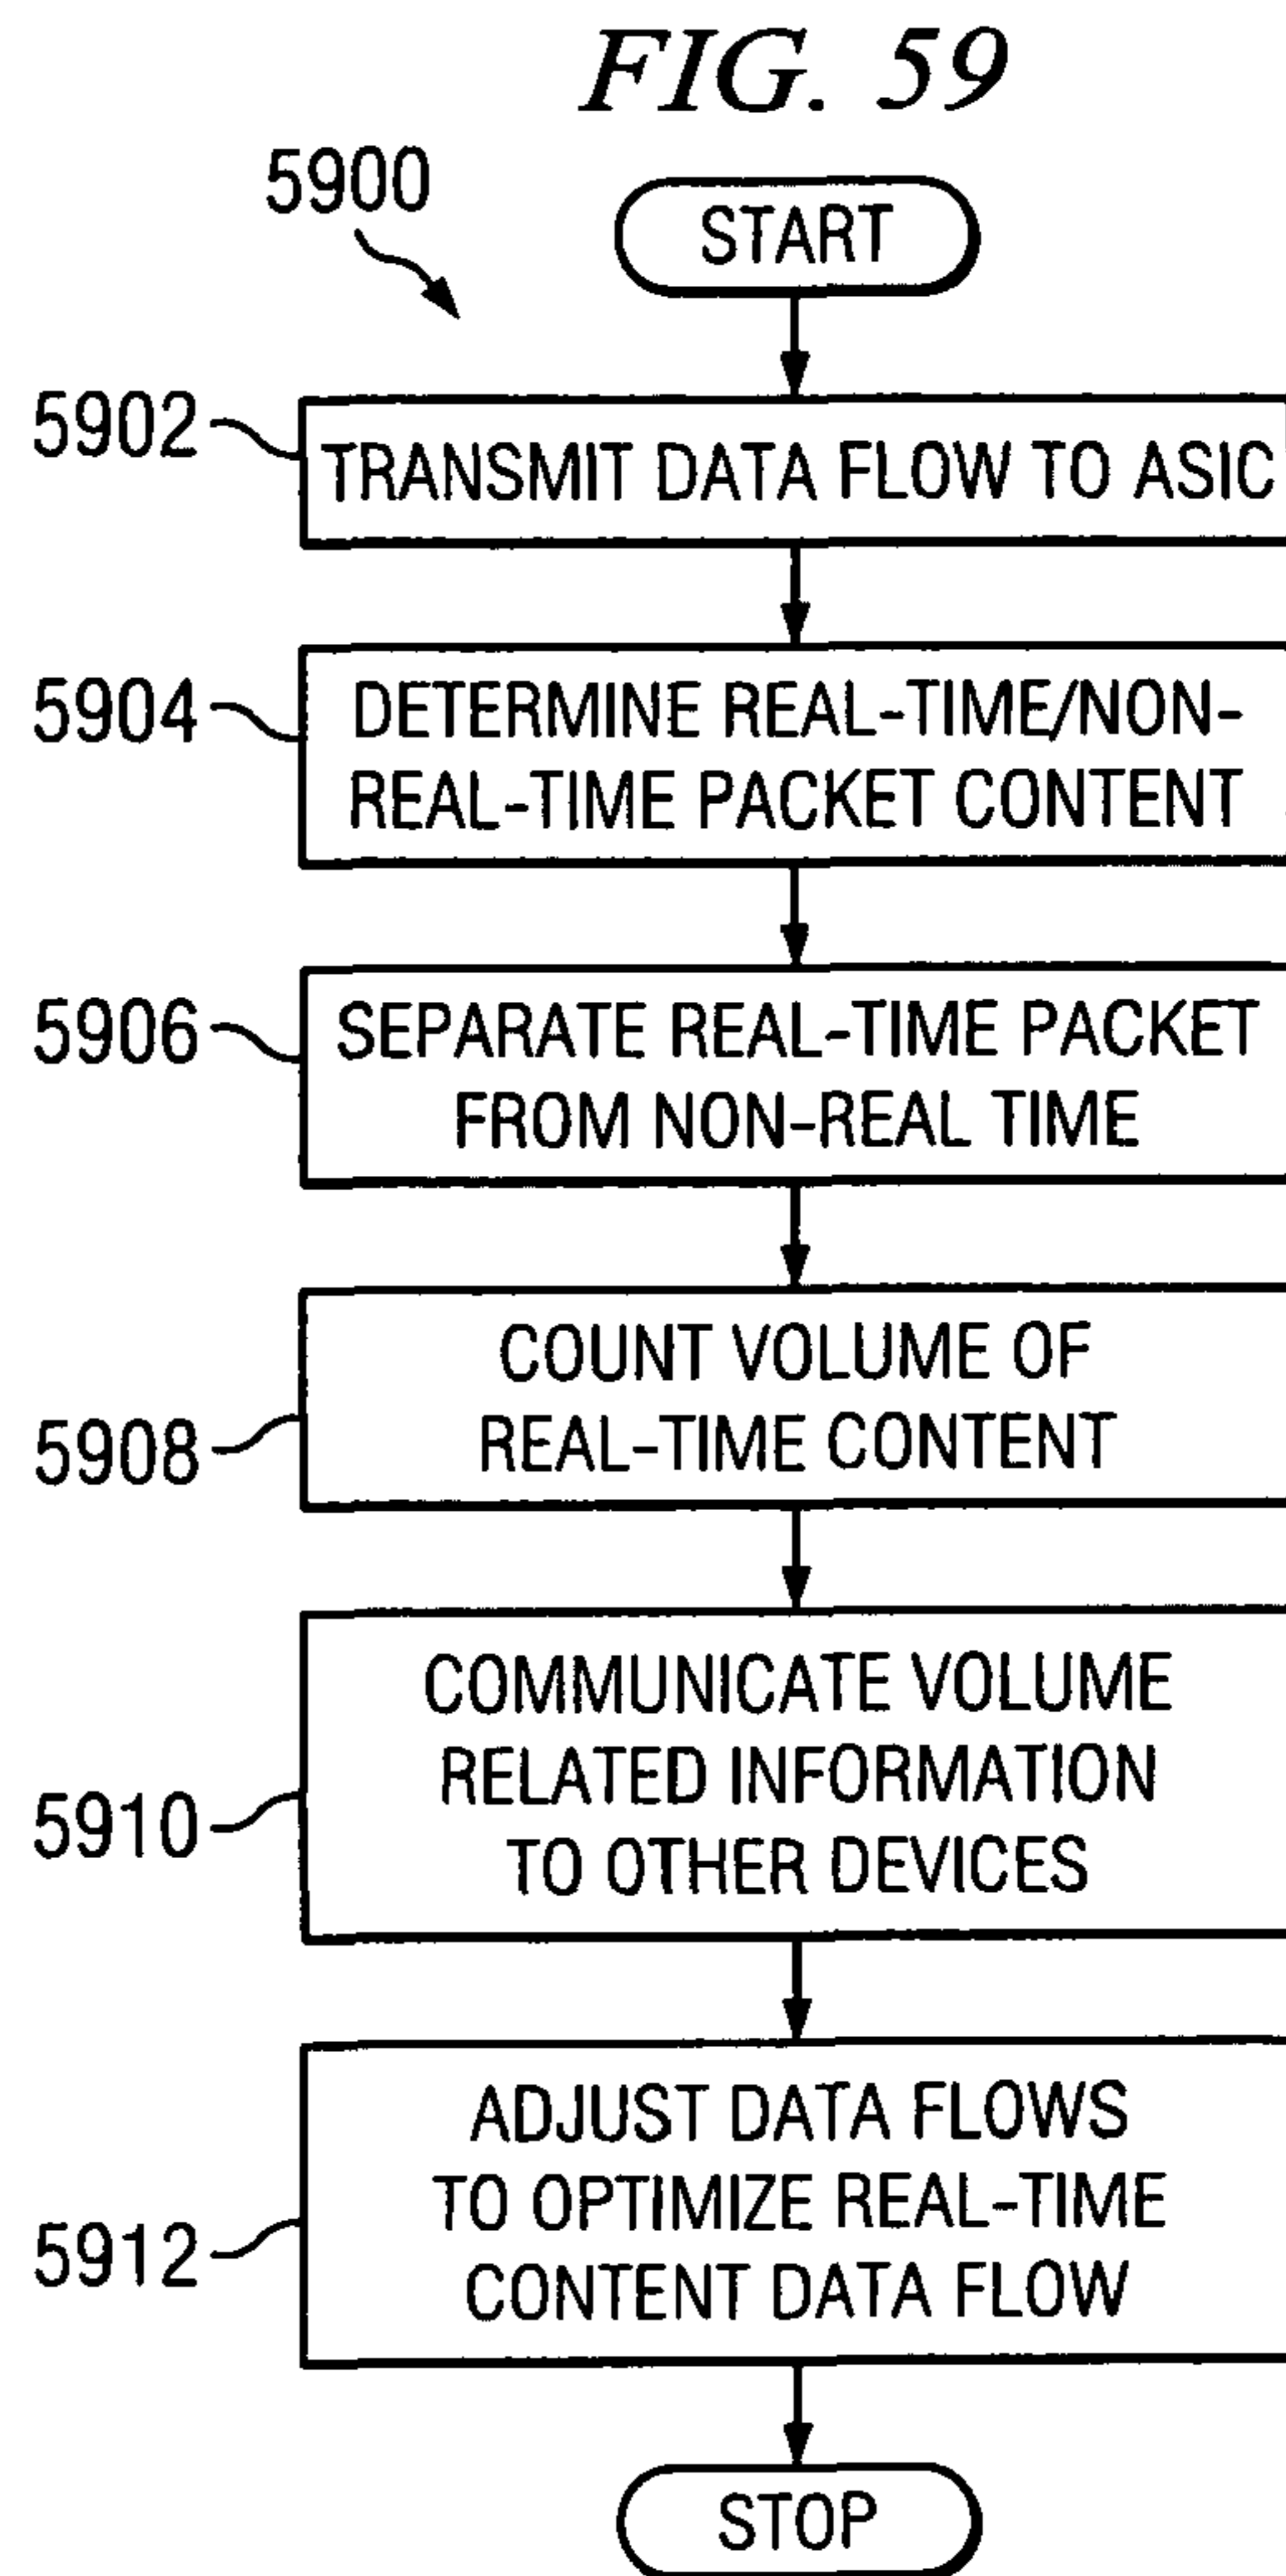 FIG. 59
5900
START
5902
TRANSMIT DATA FLOW TO ASIC
5904
DETERMINE REAL-TIME/NON-
REAL-TIME PACKET CONTENT
5906
SEPARATE REAL-TIME PACKET
FROM NON-REAL TIME
5908
COUNT VOLUME OF
REAL-TIME CONTENT
5910
COMMUNICATE VOLUME
RELATED INFORMATION
TO OTHER DEVICES
5912
ADJUST DATA FLOWS
TO OPTIMIZE REAL-TIME
CONTENT DATA FLOW
STOP